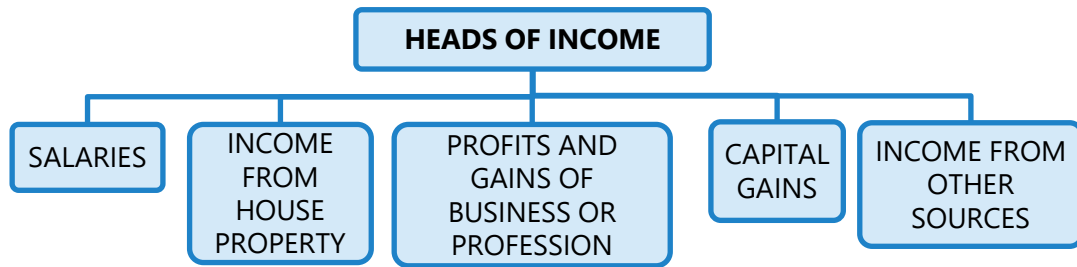 HEADS OF INCOME
SALARIES
INCOME
FROM
HOUSE
PROPERTY
PROFITS AND
GAINS OF
BUSINESS OR
PROFESSION
CAPITAL
GAINS
INCOME FROM
OTHER
SOURCES